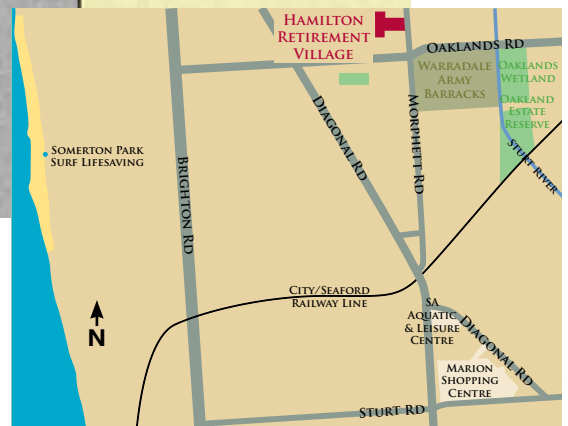 HAMILTON
RETIREMENT
VILLAGE
OAKLANDS RD
WARRADALE
ARMY
BARRACKS
OAKLANDS
WETLAND
OAKLAND
ESTATE
RESERVE
DIAGONAL RD
MORPHETT RD
STURT RIVER
SOMERTON PARK
SURF LIFESAVING
BRIGHTON RD
CITY/SEAFORD
RAILWAY LINE
SA
AQUATIC
& LEISURE
CENTRE
DIAGONAL RD
N
MARION
SHOPPING
CENTRE
STURT RD